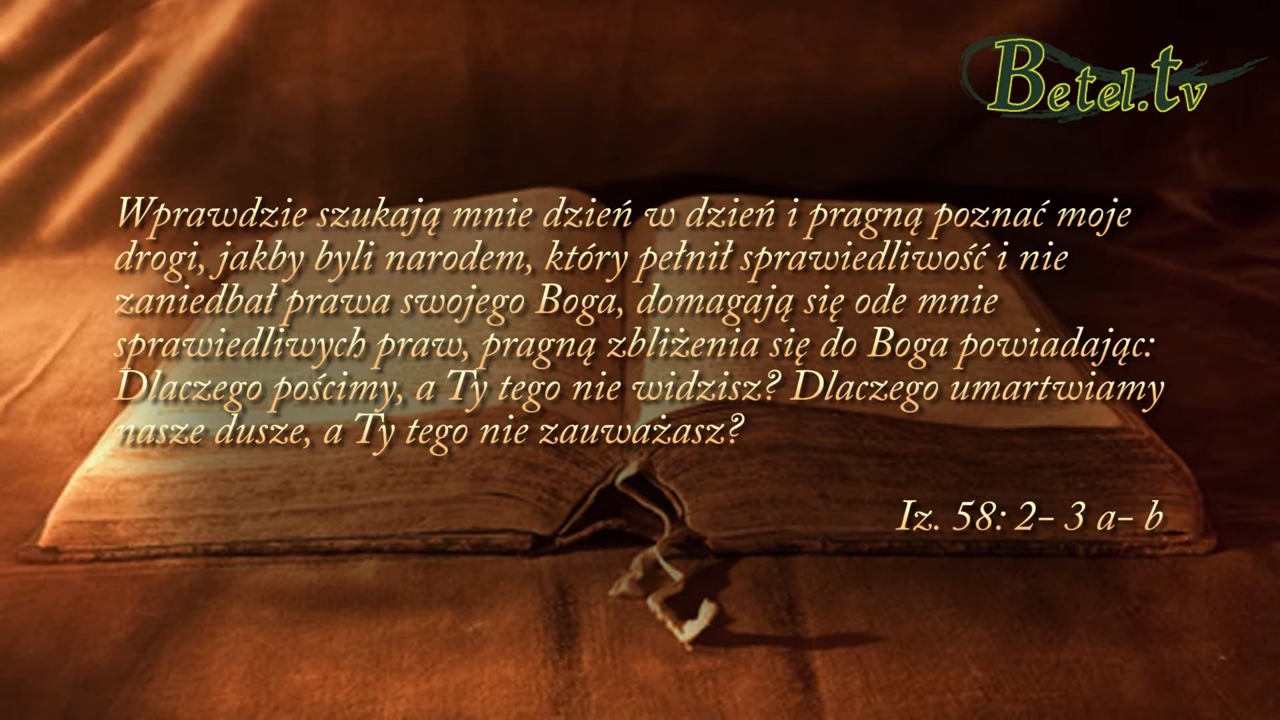 Betel.tv
Wprawdzie szukają mnie dzień w dzień i pragną poznać moje
drogi, jakby byli narodem, który pełnił sprawiedliwość i nie
zaniedbał prawa swojego Boga, domagają się ode mnie
sprawiedliwych praw, pragną zbliżenia się do Boga powiadając:
Dlaczego pościmy, a Ty tego nie widzisz? Dlaczego umartwiamy
nasze dusze, a Ty tego nie zauważasz?
Iz. 58: 2- 3 a- b